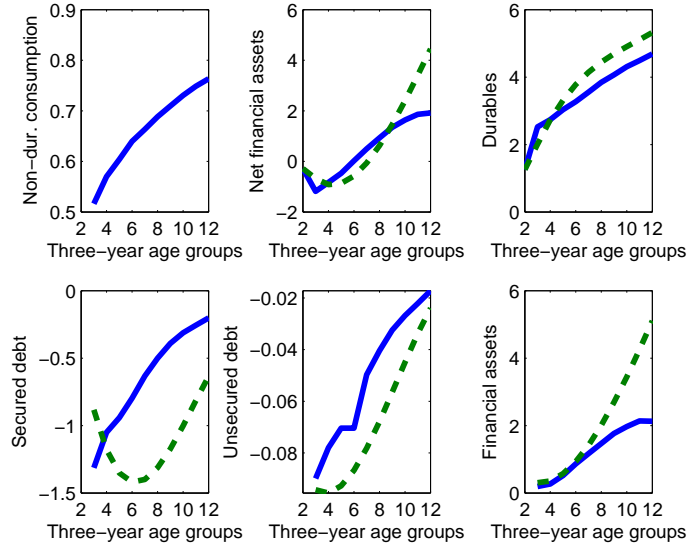 Non-dur. consumption
0.9
0.8
0.7
0.6
0.5
2 4 6 8 10 12
Three-year age groups
Net financial assets
6
4
2
0
−2
2 4 6 8 10 12
Three-year age groups
Durables
6
4
2
0
2 4 6 8 10 12
Three-year age groups
Secured debt
0
−0.5
−1
−1.5
2 4 6 8 10 12
Three-year age groups
Unsecured debt
−0.02
−0.04
−0.06
−0.08
2 4 6 8 10 12
Three-year age groups
Financial assets
6
4
2
0
2 4 6 8 10 12
Three-year age groups